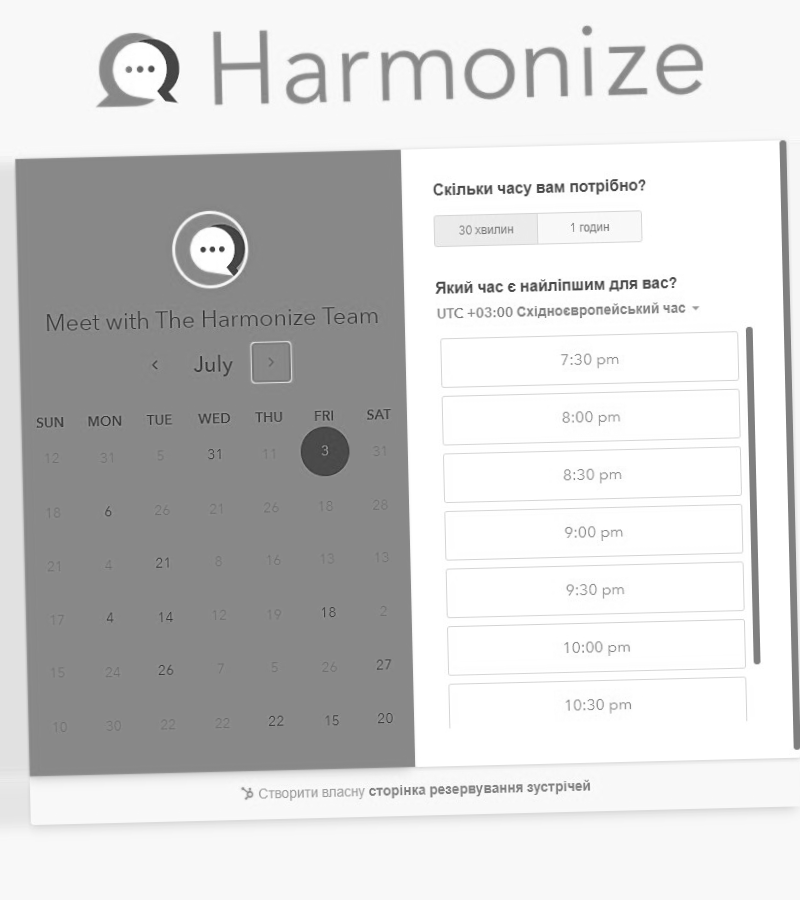 Harmonize
Meet with The Harmonize Team
July
SUN MON TUE WED THU FRI SAT
12 31 5 31 11 3 31
18 6 26 21 26 18 28
21 4 21 8 16 13 13
17 4 14 12 19 18 2
15 24 26 7 5 26 27
10 30 22 22 22 15 20
Скільки часу вам потрібно?
30 хвилин 1 годин
Який час є найліпшим для вас?
UTC +03:00 Східноєвропейський час
7:30 pm
8:00 pm
8:30 pm
9:00 pm
9:30 pm
10:00 pm
10:30 pm
Створити власну сторінка резервування зустрічей